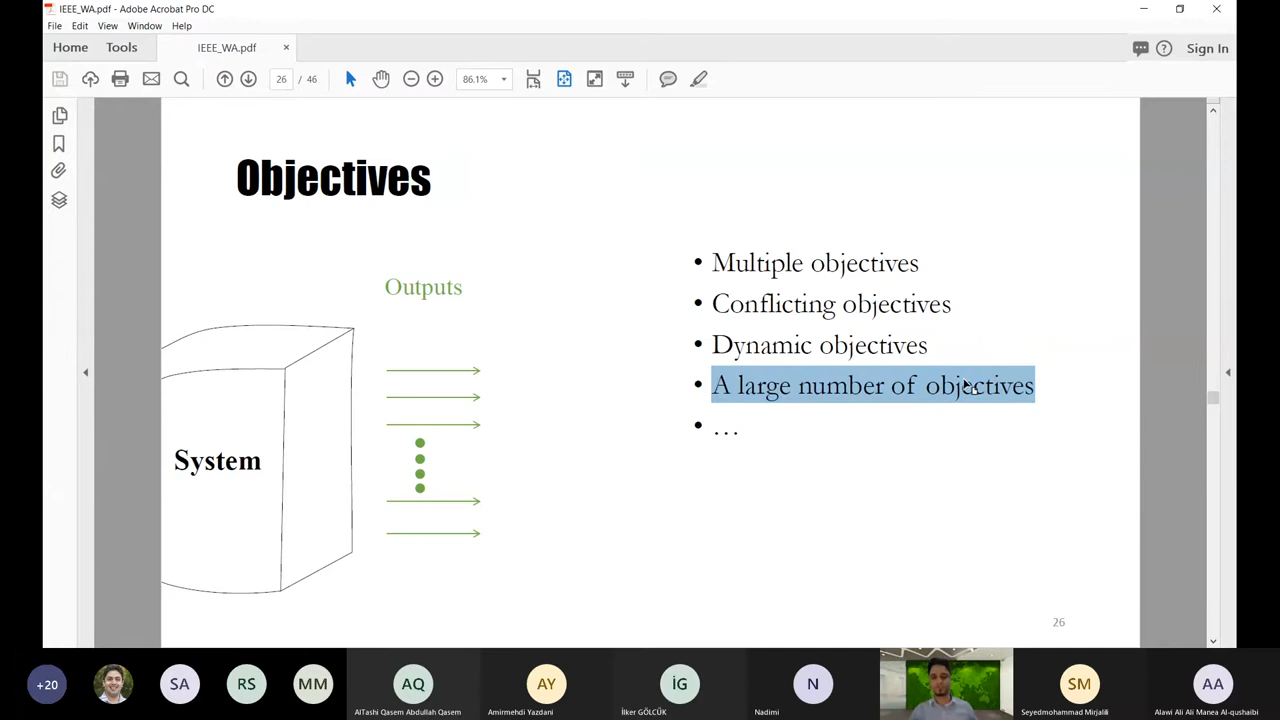 IEEE_WA.pdf - Adobe Acrobat Pro DC
File Edit View Window Help
Home Tools IEEE_WA.pdf × Sign In
26 / 46 86.1%
Objectives
Outputs
System
• Multiple objectives
• Conflicting objectives
• Dynamic objectives
• A large number of objectives
• …
26
+20 SA RS MM AQ AY İG N SM AA
AlTashi Qasem Abdullah Qasem Amirmehdi Yazdani İlker GÖLCÜK Nadimi Seyedmohammad Mirjalili Alawi Ali Ali Manea Al-qushaibi